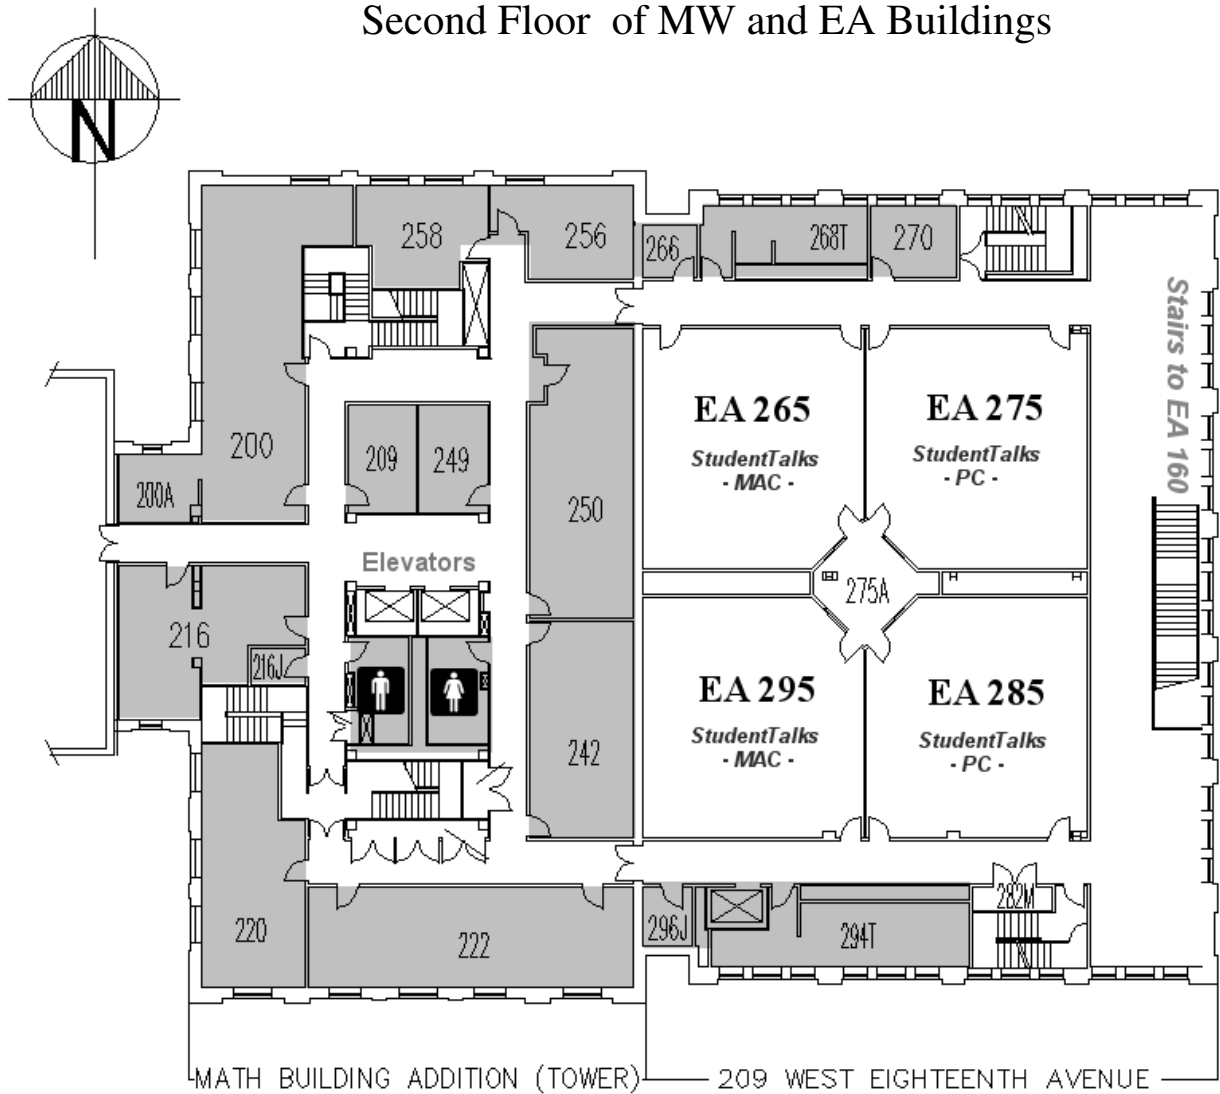 Second Floor of MW and EA Buildings
N
258
256
266
268T
270
Stairs to EA 160
EA 265
StudentTalks
- MAC -
EA 275
StudentTalks
- PC -
200
209
249
200A
250
Elevators
275A
216
216J
EA 295
StudentTalks
- MAC -
EA 285
StudentTalks
- PC -
242
282M
220
222
296J
294T
MATH BUILDING ADDITION (TOWER)
209 WEST EIGHTEENTH AVENUE